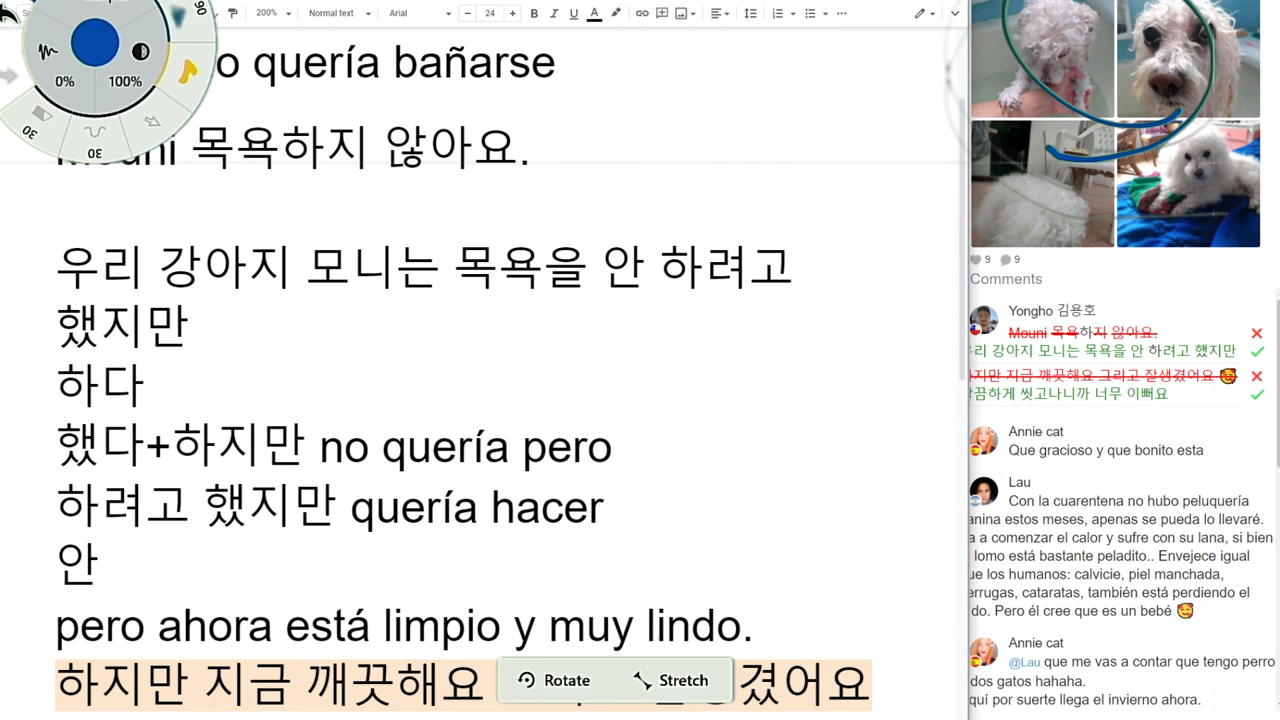 200%
Normal text
Arial
24
B I U A
0%
100%
30
30
90
o quería bañarse
Mouni 목욕하지 않아요.
우리 강아지 모니는 목욕을 안 하려고
했지만
하다
했다+하지만 no quería pero
하려고 했지만 quería hacer
안
pero ahora está limpio y muy lindo.
하지만 지금 깨끗해요
겼어요
Rotate
Stretch
9
9
Comments
Yongho 김용호
Mouni 목욕하지 않아요.
리 강아지 모니는 목욕을 안 하려고 했지만
지만 지금 깨끗해요 그리고 잘생겼어요 🥰
끔하게 씻고나니까 너무 이뻐요
Annie cat
Que gracioso y que bonito esta
Lau
Con la cuarentena no hubo peluquería
anina estos meses, apenas se pueda lo llevaré.
a a comenzar el calor y sufre con su lana, si bien
lomo está bastante peladito.. Envejece igual
ue los humanos: calvicie, piel manchada,
errugas, cataratas, también está perdiendo el
do. Pero él cree que es un bebé 🥰
Annie cat
@Lau que me vas a contar que tengo perro
dos gatos hahaha.
quí por suerte llega el invierno ahora.